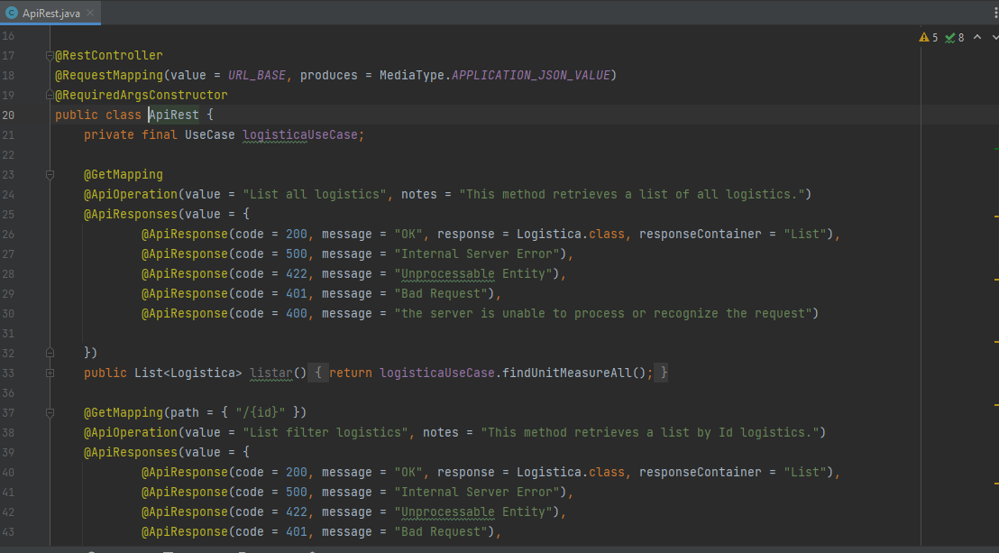 ApiRest.java
5 8
16
17 @RestController
18 @RequestMapping(value = URL_BASE, produces = MediaType.APPLICATION_JSON_VALUE)
19 @RequiredArgsConstructor
20 public class ApiRest {
21 private final UseCase logisticaUseCase;
22
23 @GetMapping
24 @ApiOperation(value = "List all logistics", notes = "This method retrieves a list of all logistics.")
25 @ApiResponses(value = {
26 @ApiResponse(code = 200, message = "OK", response = Logistica.class, responseContainer = "List"),
27 @ApiResponse(code = 500, message = "Internal Server Error"),
28 @ApiResponse(code = 422, message = "Unprocessable Entity"),
29 @ApiResponse(code = 401, message = "Bad Request"),
30 @ApiResponse(code = 400, message = "the server is unable to process or recognize the request")
31
32 })
33 public List<Logistica> listar() { return logisticaUseCase.findUnitMeasureAll(); }
36
37 @GetMapping(path = { "/{id}" })
38 @ApiOperation(value = "List filter logistics", notes = "This method retrieves a list by Id logistics.")
39 @ApiResponses(value = {
40 @ApiResponse(code = 200, message = "OK", response = Logistica.class, responseContainer = "List"),
41 @ApiResponse(code = 500, message = "Internal Server Error"),
42 @ApiResponse(code = 422, message = "Unprocessable Entity"),
43 @ApiResponse(code = 401, message = "Bad Request"),